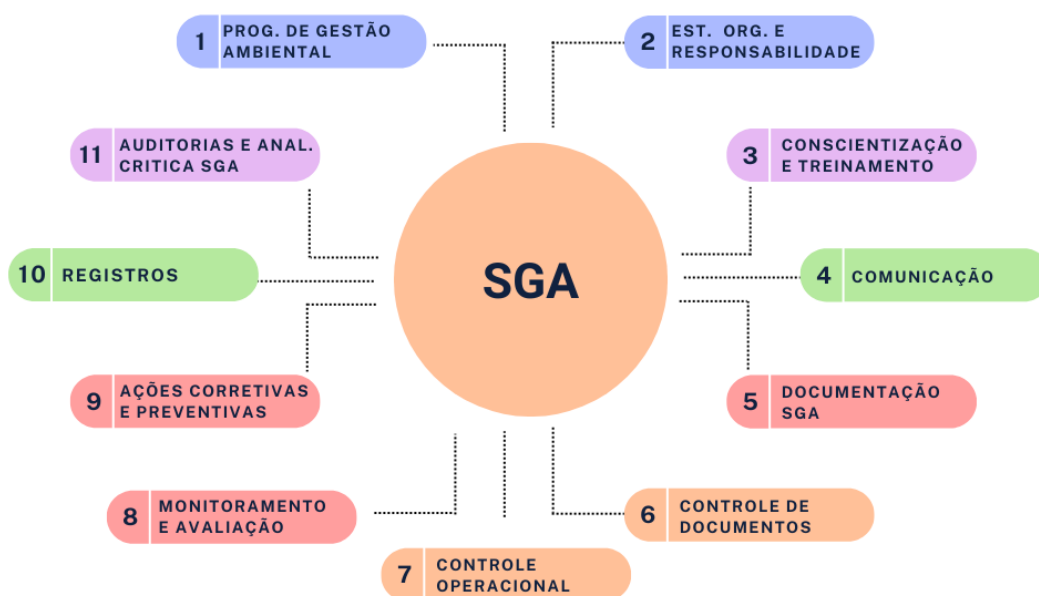 1
PROG. DE GESTÃO
AMBIENTAL
2
EST. ORG. E
RESPONSABILIDADE
11
AUDITORIAS E ANAL.
CRITICA SGA
3
CONSCIENTIZAÇÃO
E TREINAMENTO
10
REGISTROS
SGA
4
COMUNICAÇÃO
9
AÇÕES CORRETIVAS
E PREVENTIVAS
5
DOCUMENTAÇÃO
SGA
8
MONITORAMENTO
E AVALIAÇÃO
6
CONTROLE DE
DOCUMENTOS
7
CONTROLE
OPERACIONAL